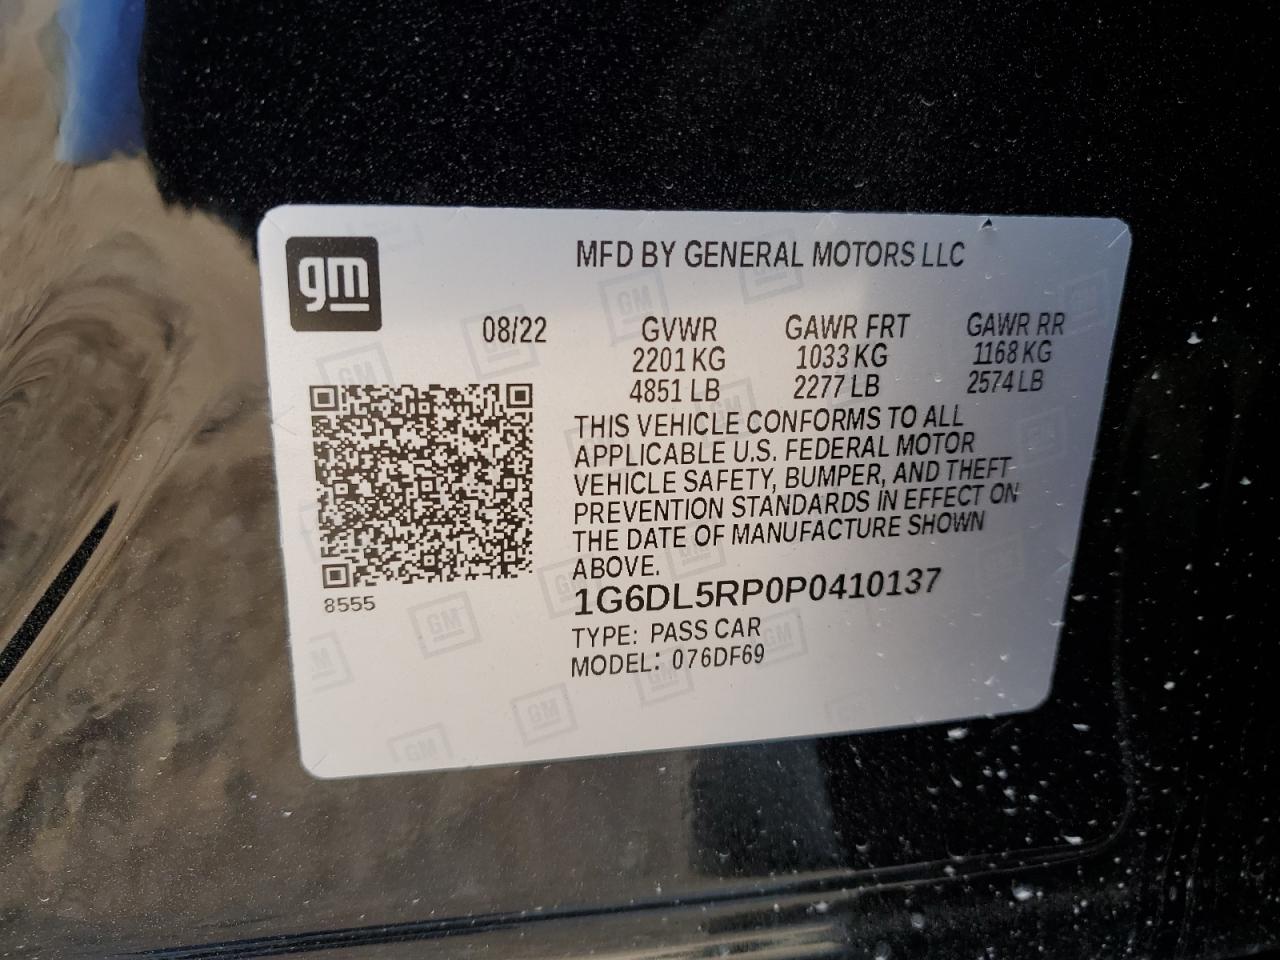 gm
MFD BY GENERAL MOTORS LLC
08/22 GVWR GAWR FRT GAWR RR
2201 KG 1033 KG 1168 KG
4851 LB 2277 LB 2574 LB
THIS VEHICLE CONFORMS TO ALL
APPLICABLE U.S. FEDERAL MOTOR
VEHICLE SAFETY, BUMPER, AND THEFT
PREVENTION STANDARDS IN EFFECT ON
THE DATE OF MANUFACTURE SHOWN
ABOVE.
8555
1G6DL5RP0P0410137
TYPE: PASS CAR
MODEL: 076DF69